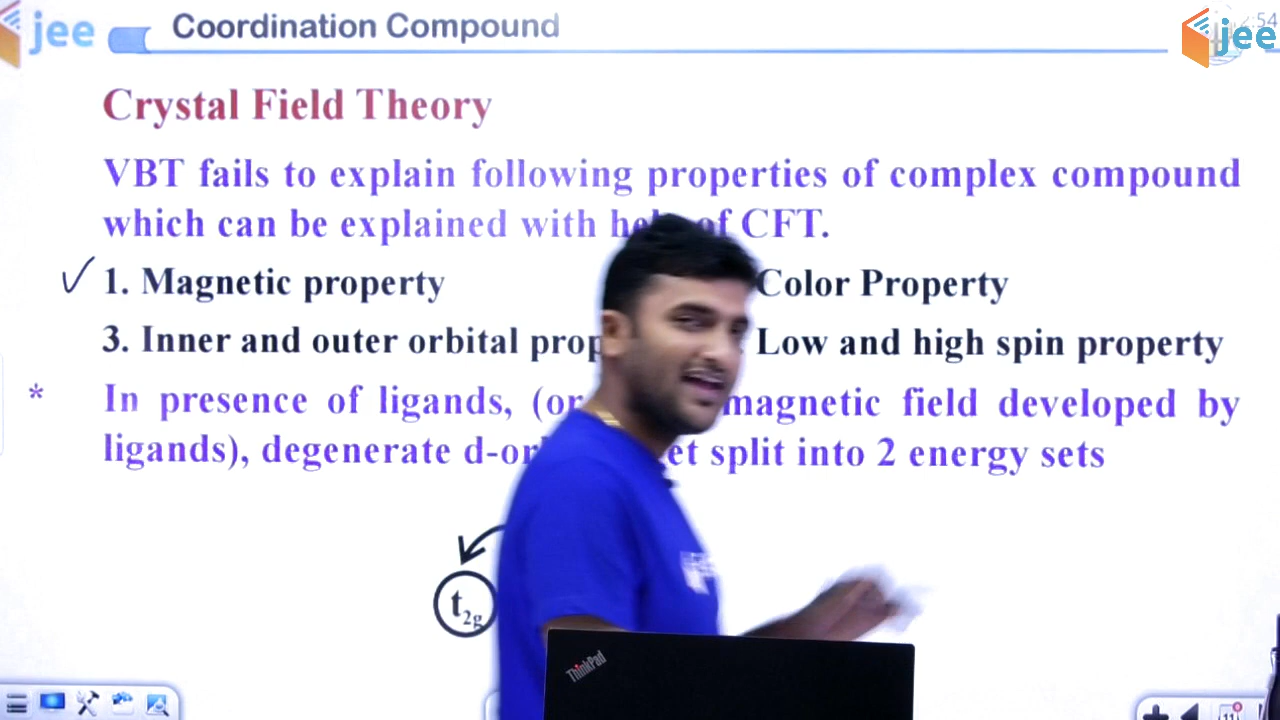 jee
Coordination Compound
:54
jee
Crystal Field Theory
VBT fails to explain following properties of complex compound
which can be explained with of CFT.
1. Magnetic property Color Property
3. Inner and outer orbital Low and high spin property
* In presence of ligands, (or magnetic field developed by
ligands), degenerate split into 2 energy sets
t2g
ThinkPad